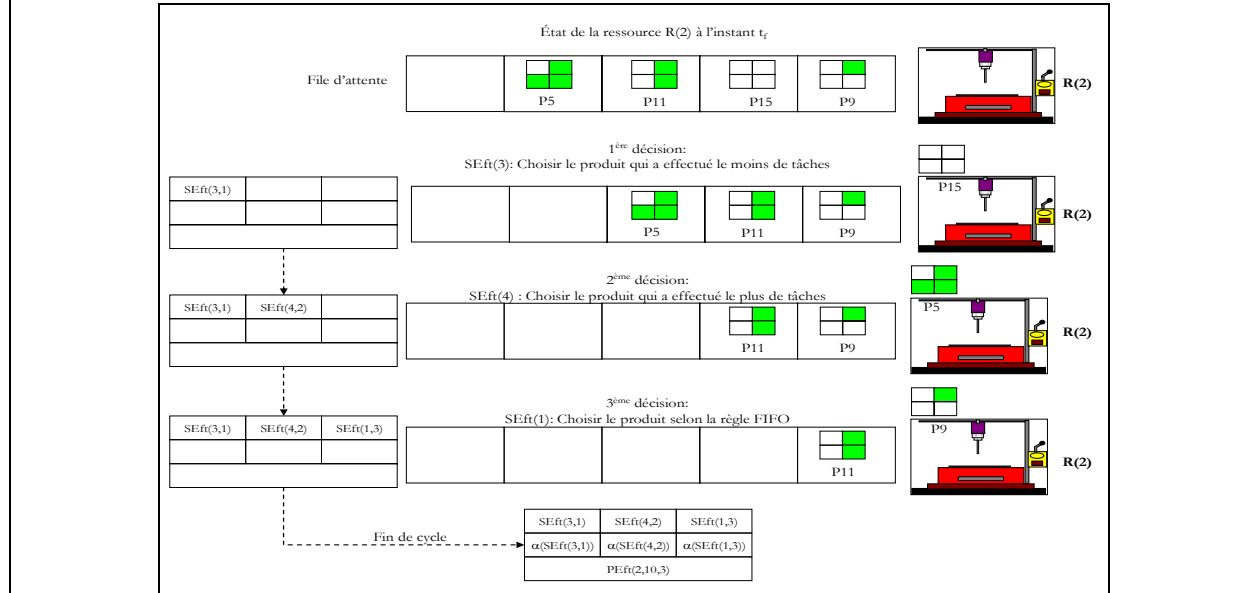 État de la ressource R(2) à l'instant tf
File d'attente
P5 P11 P15 P9
R(2)
1ère décision:
SEft(3): Choisir le produit qui a effectué le moins de tâches
SEft(3,1)
P5 P11 P9
P15
R(2)
2ème décision:
SEft(4) : Choisir le produit qui a effectué le plus de tâches
SEft(3,1) SEft(4,2)
P11 P9
P5
R(2)
3ème décision:
SEft(1): Choisir le produit selon la règle FIFO
SEft(3,1) SEft(4,2) SEft(1,3)
P11
P9
R(2)
Fin de cycle
SEft(3,1) SEft(4,2) SEft(1,3)
α(SEft(3,1)) α(SEft(4,2)) α(SEft(1,3))
PEft(2,10,3)